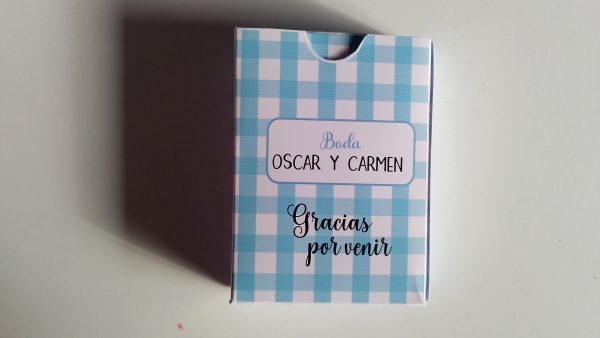 Boda
OSCAR Y CARMEN
Gracias
por venir